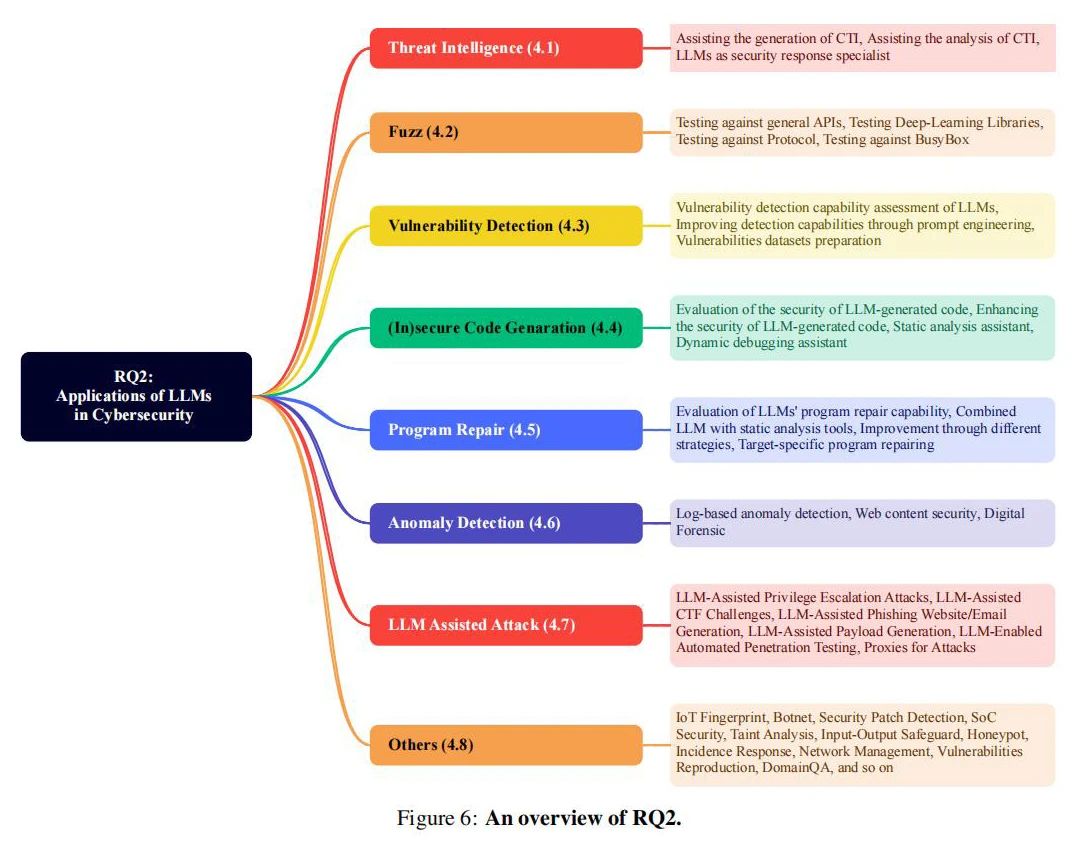 RQ2:
Applications of LLMs
in Cybersecurity
Threat Intelligence (4.1)
Assisting the generation of CTI, Assisting the analysis of CTI,
LLMs as security response specialist
Fuzz (4.2)
Testing against general APIs, Testing Deep-Learning Libraries,
Testing against Protocol, Testing against BusyBox
Vulnerability Detection (4.3)
Vulnerability detection capability assessment of LLMs,
Improving detection capabilities through prompt engineering,
Vulnerabilities datasets preparation
(In)secure Code Genaration (4.4)
Evaluation of the security of LLM-generated code, Enhancing
the security of LLM-generated code, Static analysis assistant,
Dynamic debugging assistant
Program Repair (4.5)
Evaluation of LLMs' program repair capability, Combined
LLM with static analysis tools, Improvement through different
strategies, Target-specific program repairing
Anomaly Detection (4.6)
Log-based anomaly detection, Web content security, Digital
Forensic
LLM Assisted Attack (4.7)
LLM-Assisted Privilege Escalation Attacks, LLM-Assisted
CTF Challenges, LLM-Assisted Phishing Website/Email
Generation, LLM-Assisted Payload Generation, LLM-Enabled
Automated Penetration Testing, Proxies for Attacks
Others (4.8)
IoT Fingerprint, Botnet, Security Patch Detection, SoC
Security, Taint Analysis, Input-Output Safeguard, Honeypot,
Incidence Response, Network Management, Vulnerabilities
Reproduction, DomainQA, and so on
Figure 6: An overview of RQ2.